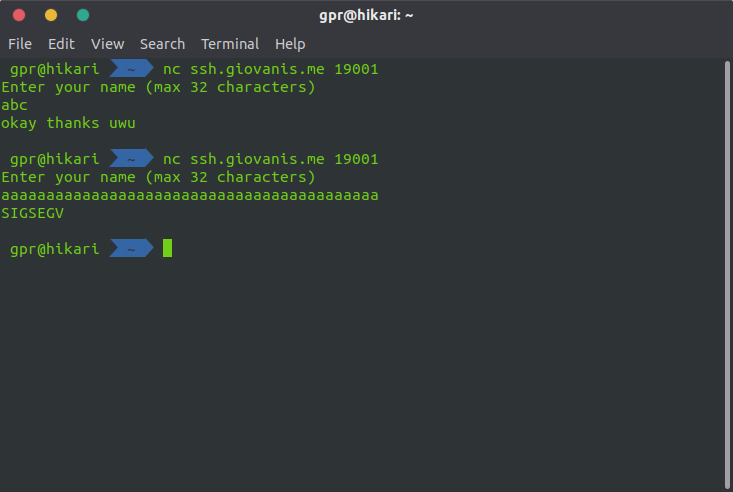 gpr@hikari: ~
File Edit View Search Terminal Help
gpr@hikari ~ nc ssh.giovanis.me 19001
Enter your name (max 32 characters)
abc
okay thanks uwu
gpr@hikari ~ nc ssh.giovanis.me 19001
Enter your name (max 32 characters)
aaaaaaaaaaaaaaaaaaaaaaaaaaaaaaaaaaaaaaaaaa
SIGSEGV
gpr@hikari ~